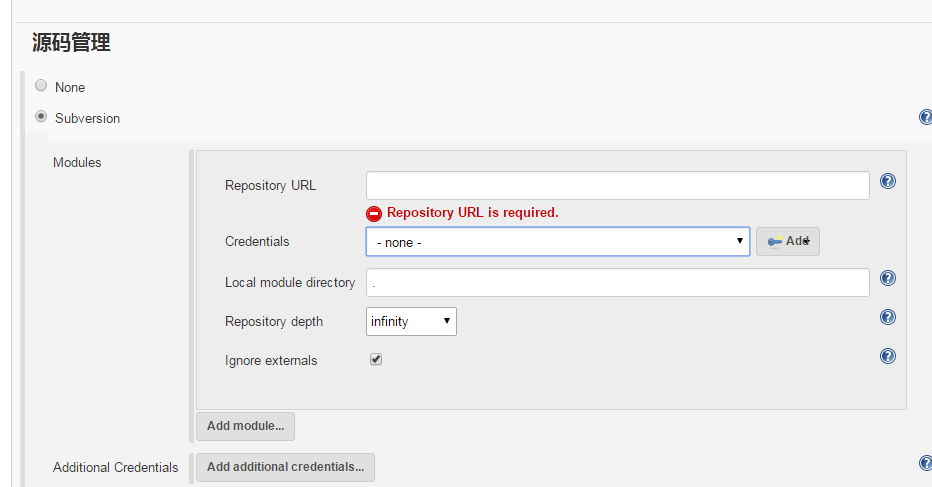 源码管理
None
Subversion
Modules
Repository URL
Repository URL is required.
Credentials
- none -
Add
Local module directory
.
Repository depth
infinity
Ignore externals
Add module...
Additional Credentials
Add additional credentials...